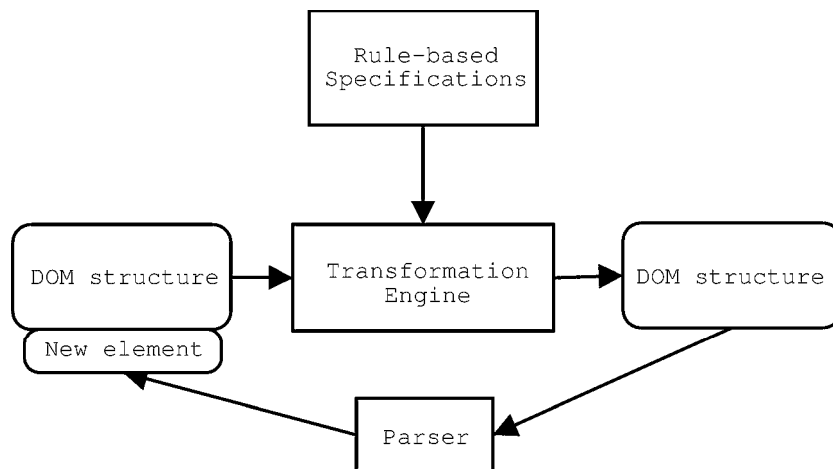 Rule-based
Specifications
DOM structure
Transformation
Engine
DOM structure
New element
Parser